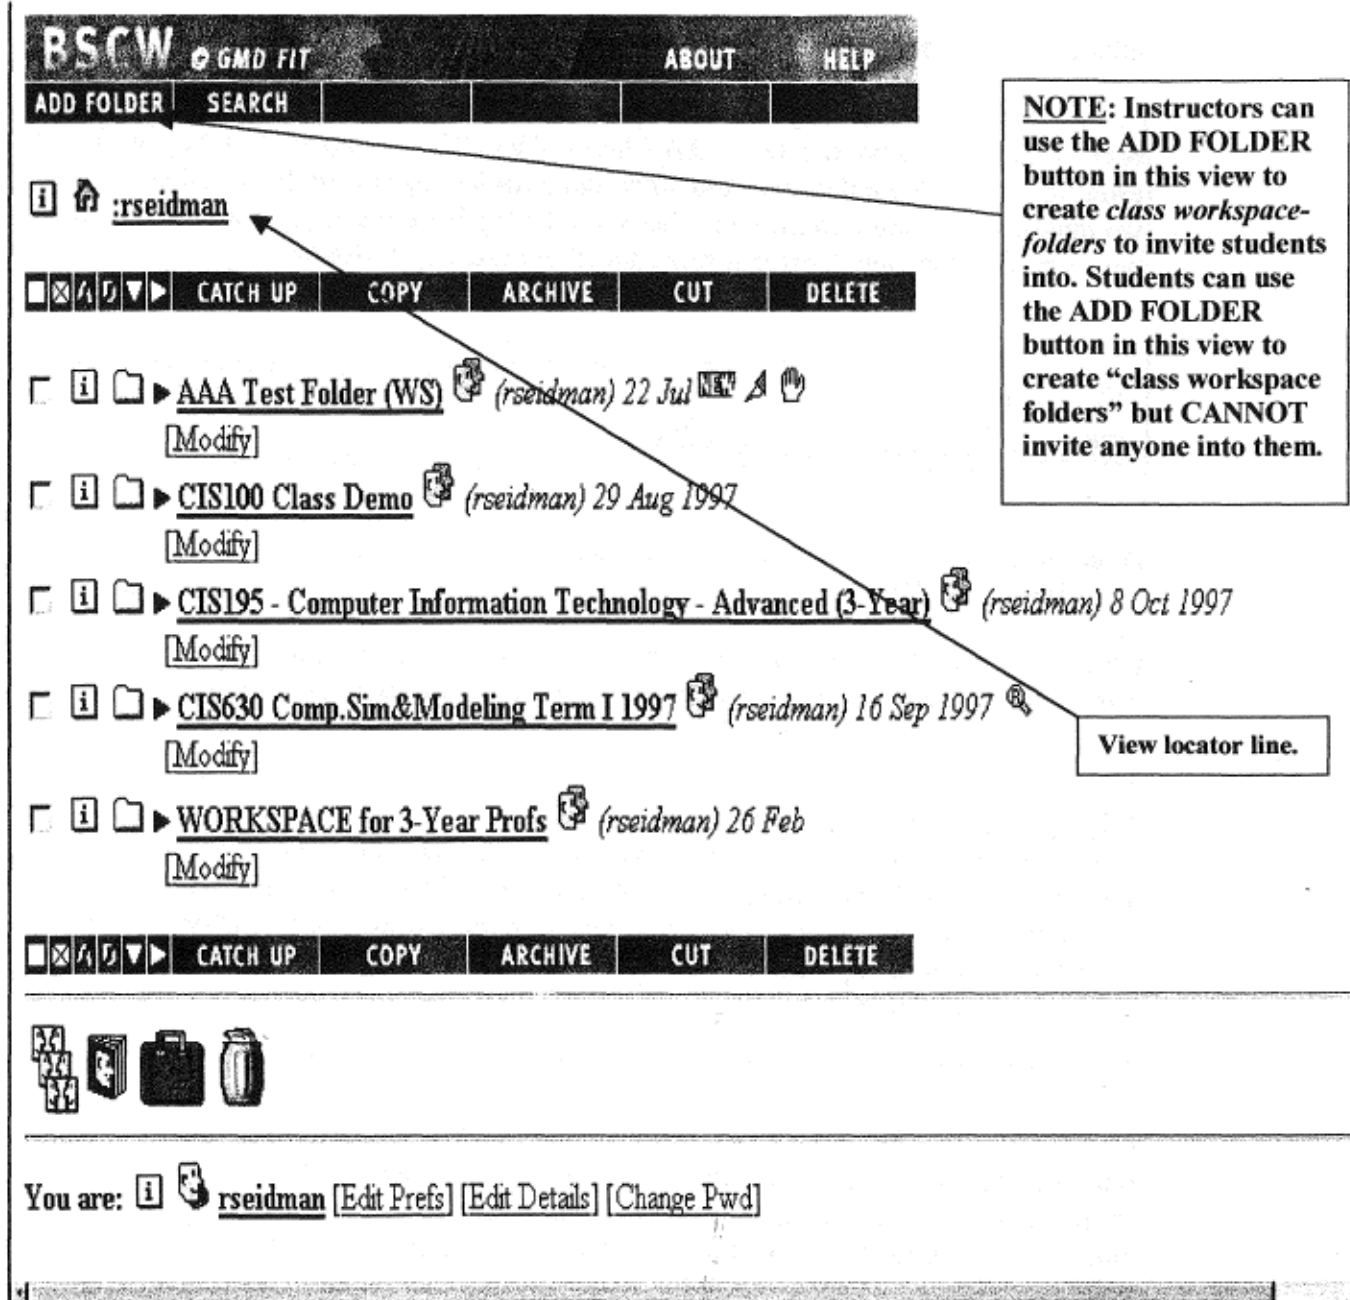 BSCW GMD FIT ABOUT HELP
ADD FOLDER SEARCH
:rseidman
CATCH UP COPY ARCHIVE CUT DELETE
AAA Test Folder (WS) (rseidman) 22 Jul NEW
[Modify]
CIS100 Class Demo (rseidman) 29 Aug 1997
[Modify]
CIS195 - Computer Information Technology - Advanced (3-Year) (rseidman) 8 Oct 1997
[Modify]
CIS630 Comp.Sim&Modeling Term I 1997 (rseidman) 16 Sep 1997
[Modify]
WORKSPACE for 3-Year Profs (rseidman) 26 Feb
[Modify]
CATCH UP COPY ARCHIVE CUT DELETE
You are: rseidman [Edit Prefs] [Edit Details] [Change Pwd]
NOTE: Instructors can
use the ADD FOLDER
button in this view to
create class workspace-
folders to invite students
into. Students can use
the ADD FOLDER
button in this view to
create “class workspace
folders” but CANNOT
invite anyone into them.
View locator line.